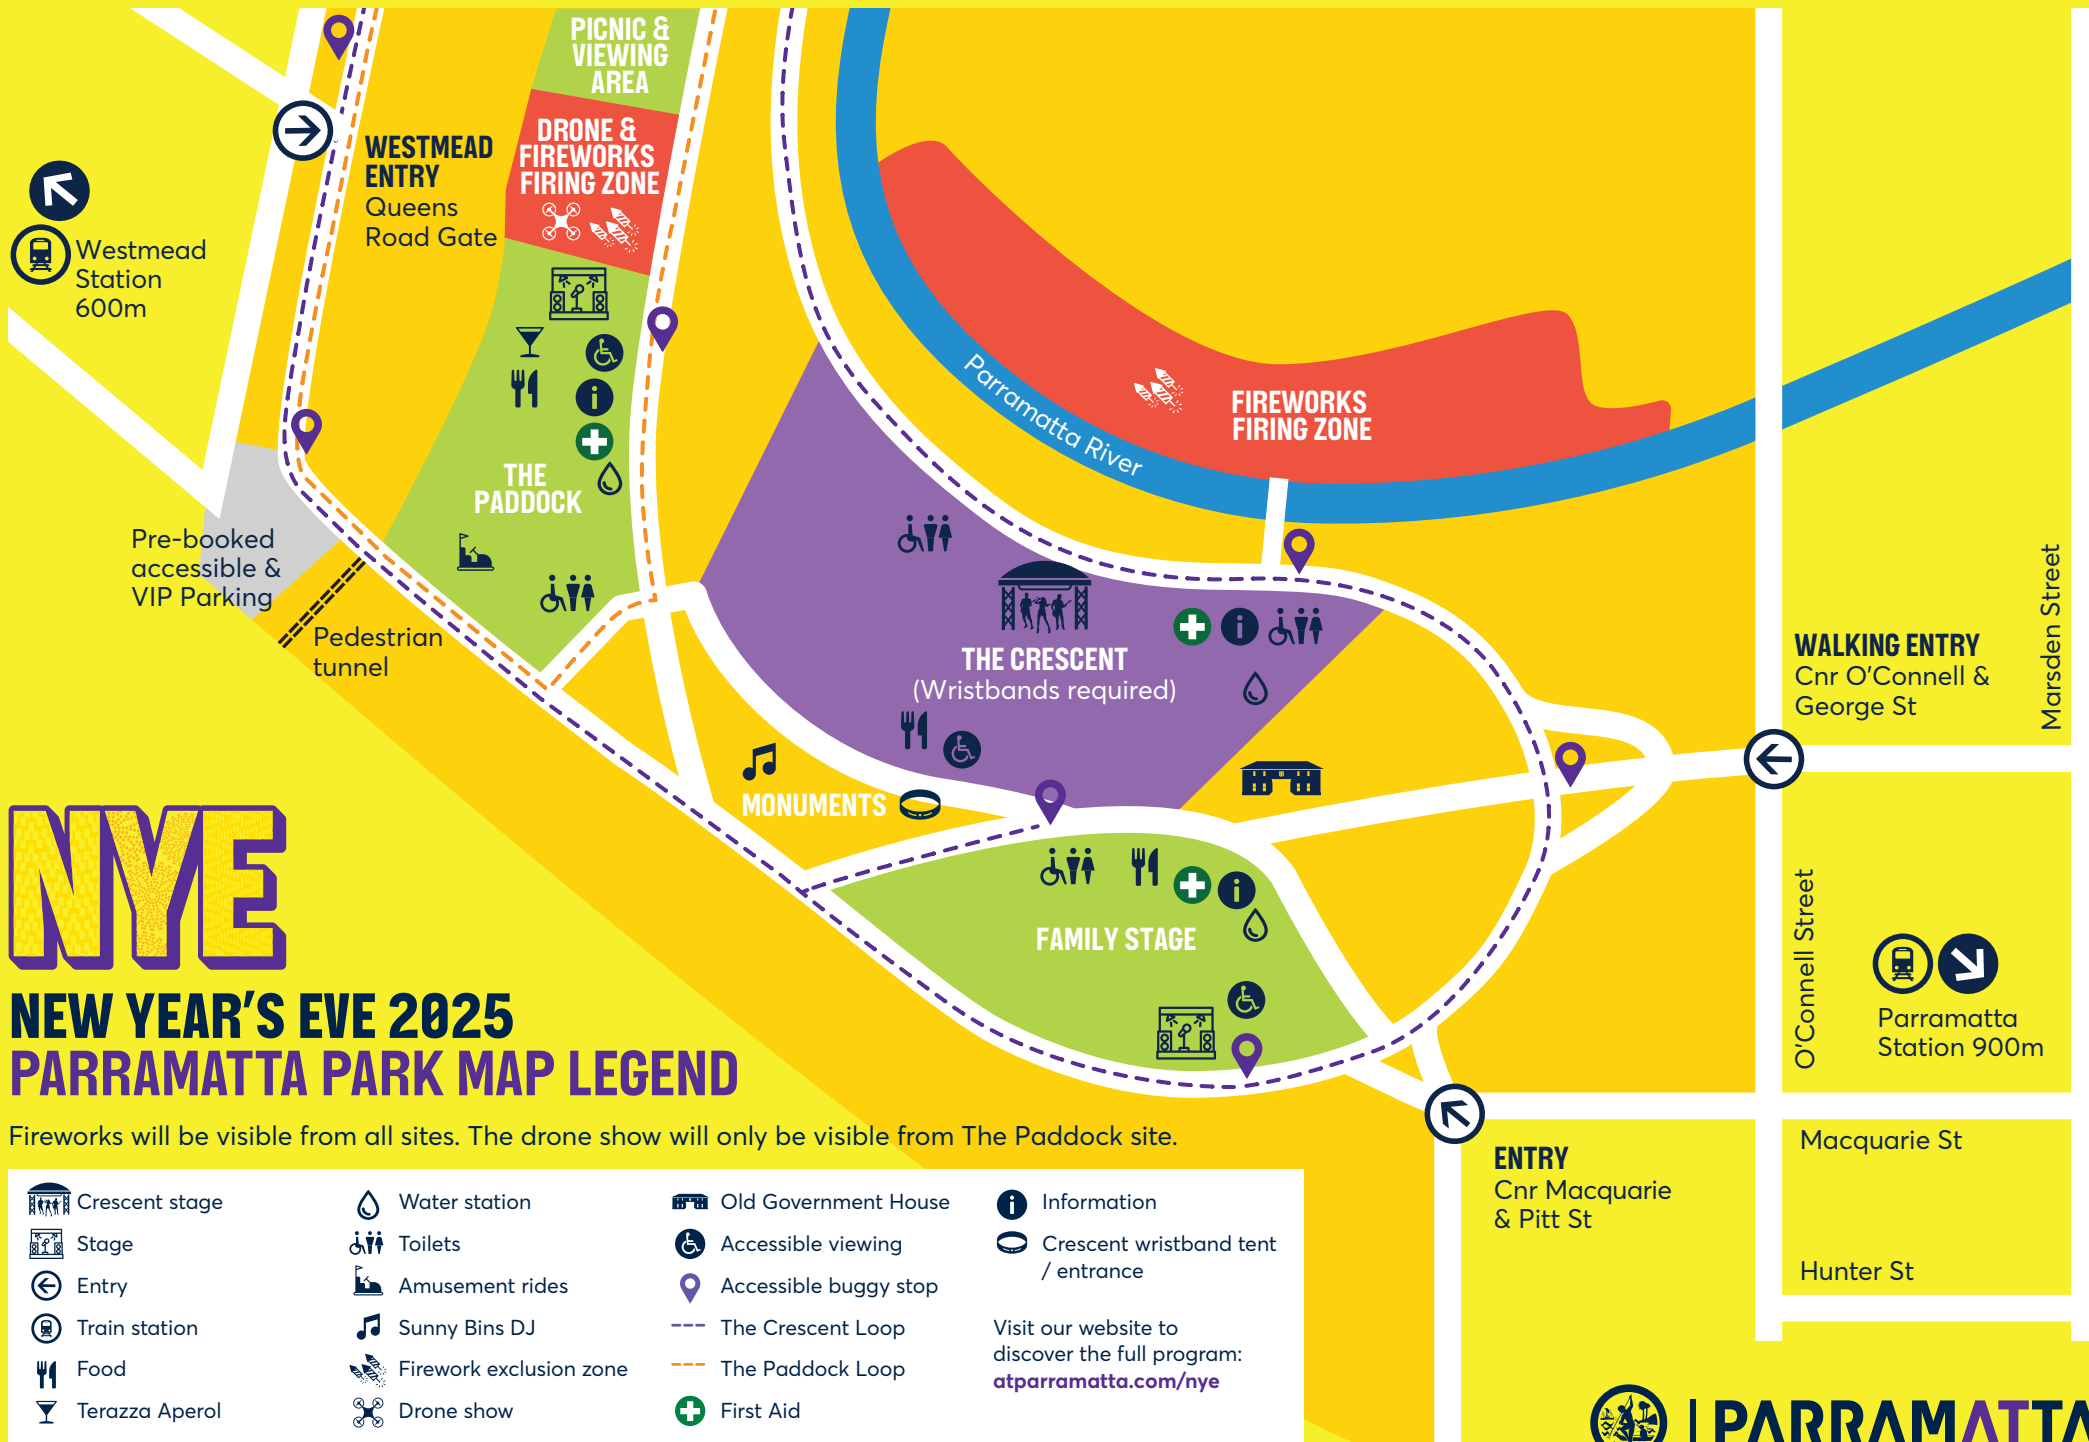 PICNIC &
VIEWING
AREA
DRONE &
FIREWORKS
FIRING ZONE
WESTMEAD
ENTRY
Queens
Road Gate
Westmead
Station
600m
THE
PADDOCK
Pre-booked
accessible &
VIP Parking
Pedestrian
tunnel
Parramatta River
FIREWORKS
FIRING ZONE
THE CRESCENT
(Wristbands required)
MONUMENTS
FAMILY STAGE
WALKING ENTRY
Cnr O'Connell &
George St
Marsden Street
O'Connell Street
Parramatta
Station 900m
Macquarie St
ENTRY
Cnr Macquarie
& Pitt St
Hunter St
NYE
NEW YEAR'S EVE 2025
PARRAMATTA PARK MAP LEGEND
Fireworks will be visible from all sites. The drone show will only be visible from The Paddock site.
Crescent stage
Stage
Entry
Train station
Food
Terazza Aperol
Water station
Toilets
Amusement rides
Sunny Bins DJ
Firework exclusion zone
Drone show
Old Government House
Accessible viewing
Accessible buggy stop
The Crescent Loop
The Paddock Loop
First Aid
Information
Crescent wristband tent
/ entrance
Visit our website to
discover the full program:
atparramatta.com/nye
PARRAMATTA